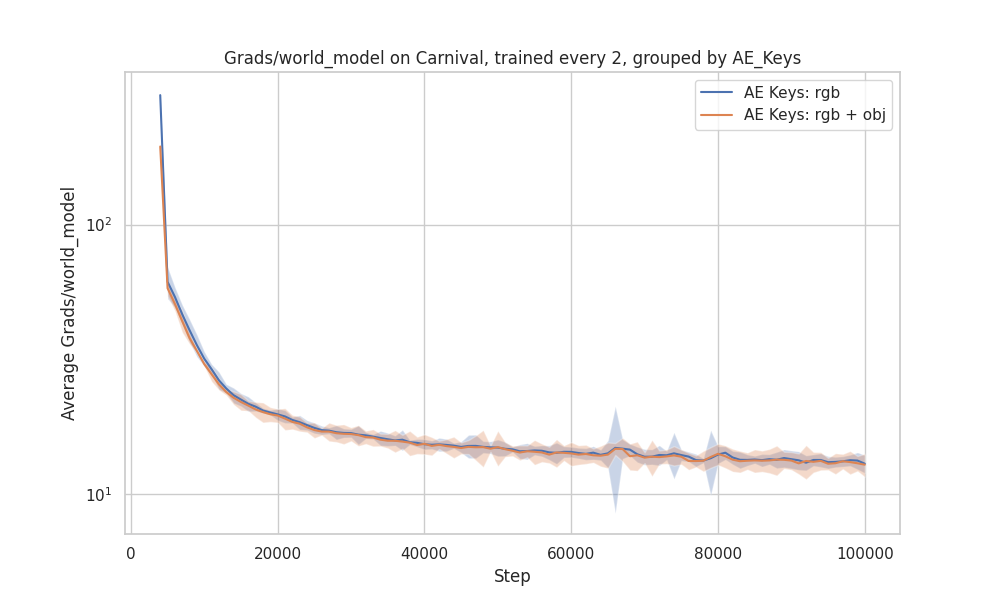 Grads/world_model on Carnival, trained every 2, grouped by AE_Keys
AE Keys: rgb
AE Keys: rgb + obj
Average Grads/world_model
10²
10¹
0 20000 40000 60000 80000 100000
Step